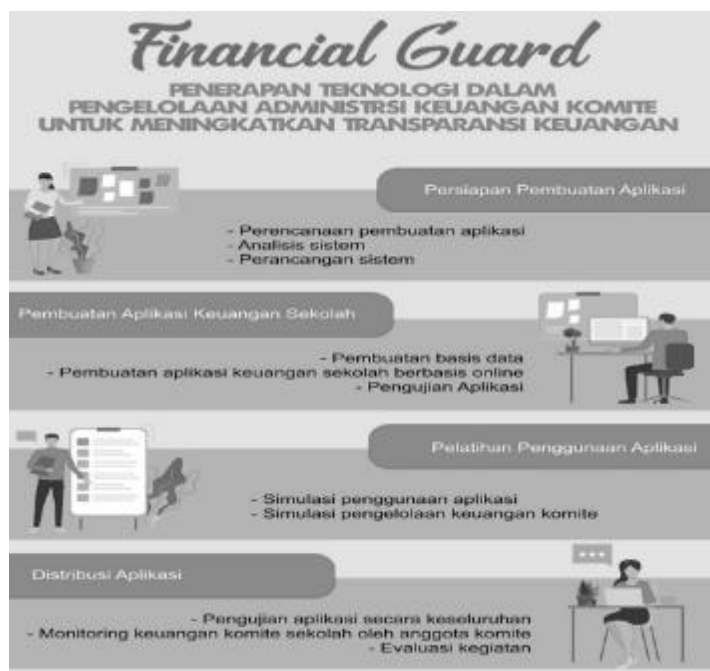 Financial Guard
PENERAPAN TEKNOLOGI DALAM
PENGELOLAAN ADMINISTRSI KEUANGAN KOMITE
UNTUK MENINGKATKAN TRANSPARANSI KEUANGAN
Persiapan Pembuatan Aplikasi
- Perencanaan pembuatan aplikasi
- Analisis sistem
- Perancangan sistem
Pembuatan Aplikasi Keuangan Sekolah
- Pembuatan basis data
- Pembuatan aplikasi keuangan sekolah berbasis online
- Pengujian Aplikasi
Pelatihan Penggunaan Aplikasi
- Simulasi penggunaan aplikasi
- Simulasi pengelolaan keuangan komite
Distribusi Aplikasi
- Pengujian aplikasi secara keseluruhan
- Monitoring keuangan komite sekolah oleh anggota komite
- Evaluasi kegiatan